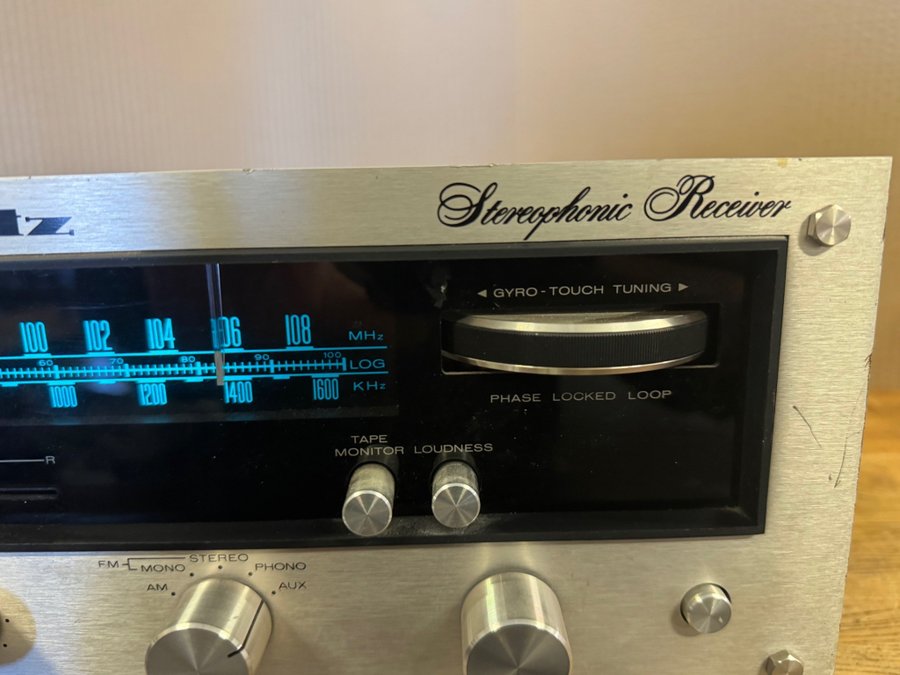 Stereophonic Receiver
tz
◄ GYRO-TOUCH TUNING ►
100 102 104 106 108 MHz
60 70 80 90 100 LOG
1000 1200 1400 1600 KHz
PHASE LOCKED LOOP
TAPE
MONITOR LOUDNESS
R
FM MONO STEREO PHONO
AM AUX